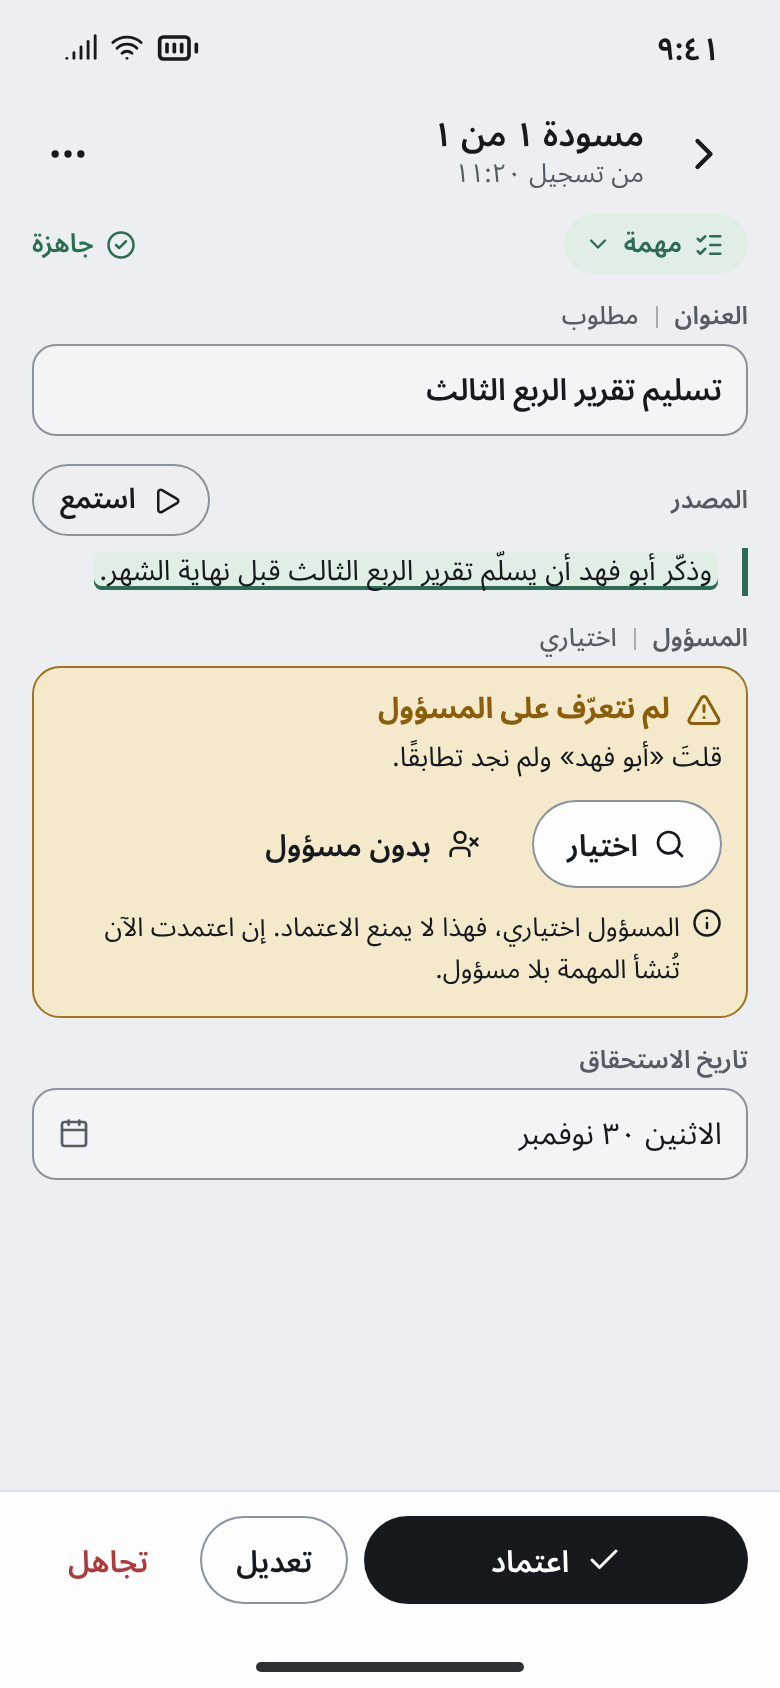 ٩:٤١
مسودة ١ من ١
من تسجيل ١١:٢٠
مهمة
جاهزة
العنوان | مطلوب
تسليم تقرير الربع الثالث
المصدر
استمع
وذكّر أبو فهد أن يسلّم تقرير الربع الثالث قبل نهاية الشهر.
المسؤول | اختياري
لم نتعرّف على المسؤول
قلتَ «أبو فهد» ولم نجد تطابقًا.
اختيار
بدون مسؤول
المسؤول اختياري، فهذا لا يمنع الاعتماد. إن اعتمدت الآن
تُنشأ المهمة بلا مسؤول.
تاريخ الاستحقاق
الاثنين ٣٠ نوفمبر
اعتماد
تعديل
تجاهل